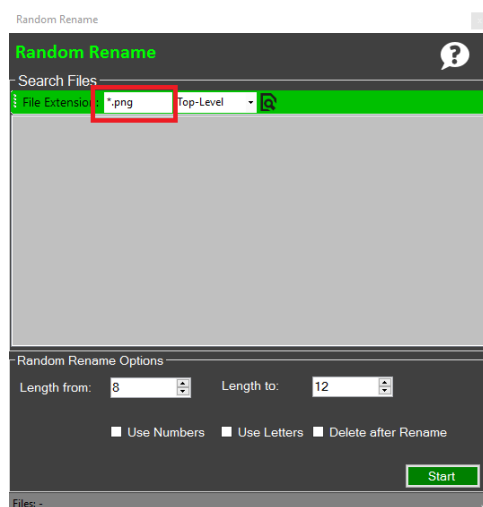 Random Rename
Random Rename
Search Files
File Extension: *.png Top-Level
Random Rename Options
Length from: 8 Length to: 12
Use Numbers Use Letters Delete after Rename
Start
Files: -